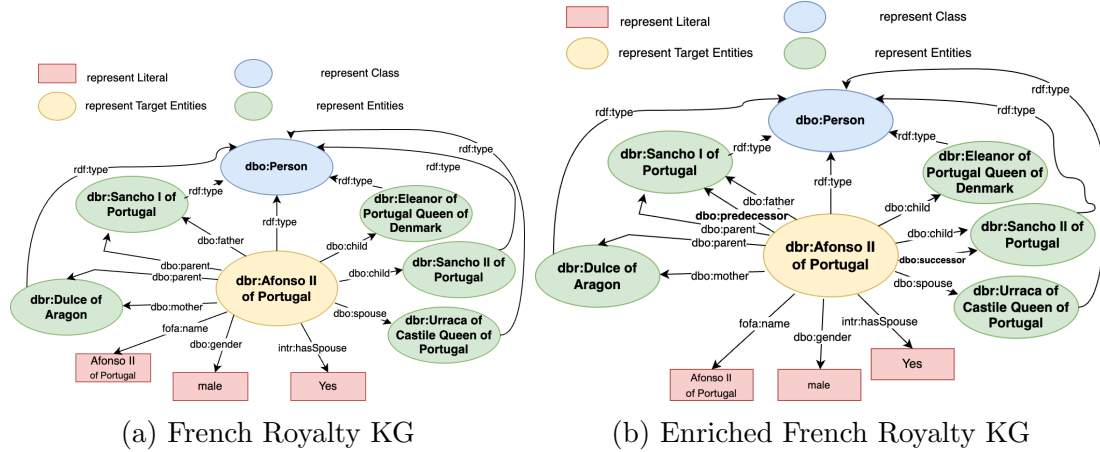 represent Literal
represent Class
represent Target Entities
represent Entities
rdf:type
rdf:type
dbo:Person
rdf:type
rdf:type
rdf:type
dbr:Sancho I of
Portugal
dbr:Eleanor of
Portugal Queen of
Denmark
rdf:type
dbo:father
dbo:child
dbo:parent
dbo:parent
dbr:Afonso II
of Portugal
dbo:child
dbr:Sancho II of
Portugal
dbr:Dulce of
Aragon
dbo:mother
dbo:spouse
dbr:Urraca of
Castile Queen of
Portugal
fofa:name
dbo:gender
intr:hasSpouse
Afonso II
of Portugal
male
Yes
(a) French Royalty KG
represent Literal
represent Class
represent Target Entities
represent Entities
rdf:type
rdf:type
rdf:type
dbo:Person
rdf:type
rdf:type
dbr:Sancho I of
Portugal
dbr:Eleanor of
Portugal Queen of
Denmark
rdf:type
dbo:father
dbo:predecessor
dbo:parent
dbo:parent
dbo:child
dbr:Afonso II
of Portugal
dbo:child
dbr:Sancho II
of Portugal
dbo:successor
dbr:Dulce of
Aragon
dbo:mother
dbo:spouse
dbr:Urraca of
Castile Queen of
Portugal
fofa:name
dbo:gender
intr:hasSpouse
Afonso II
of Portugal
male
Yes
(b) Enriched French Royalty KG